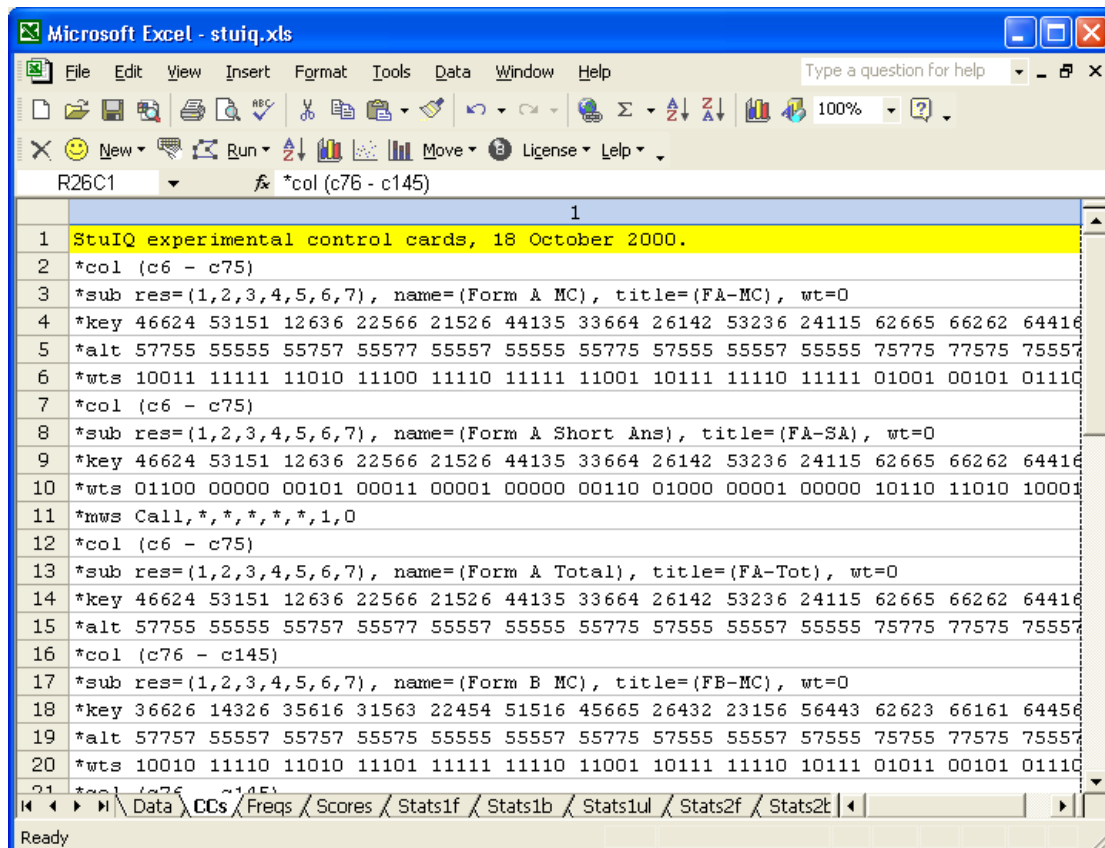 Microsoft Excel - stuiq.xls
File Edit View Insert Format Tools Data Window Help Type a question for help
ABC Σ A Z Z A 100% ?
New Run A Z Move B License Lelp
R26C1 fx *col (c76 - c145)
1
1 StuIQ experimental control cards, 18 October 2000.
2 *col (c6 - c75)
3 *sub res=(1,2,3,4,5,6,7), name=(Form A MC), title=(FA-MC), wt=0
4 *key 46624 53151 12636 22566 21526 44135 33664 26142 53236 24115 62665 66262 64416
5 *alt 57755 55555 55757 55577 55557 55555 55775 57555 55557 55555 75775 77575 75557
6 *wts 10011 11111 11010 11100 11110 11111 11001 10111 11110 11111 01001 00101 01110
7 *col (c6 - c75)
8 *sub res=(1,2,3,4,5,6,7), name=(Form A Short Ans), title=(FA-SA), wt=0
9 *key 46624 53151 12636 22566 21526 44135 33664 26142 53236 24115 62665 66262 64416
10 *wts 01100 00000 00101 00011 00001 00000 00110 01000 00001 00000 10110 11010 10001
11 *mws Call,*,*,*,*,*,1,0
12 *col (c6 - c75)
13 *sub res=(1,2,3,4,5,6,7), name=(Form A Total), title=(FA-Tot), wt=0
14 *key 46624 53151 12636 22566 21526 44135 33664 26142 53236 24115 62665 66262 64416
15 *alt 57755 55555 55757 55577 55557 55555 55775 57555 55557 55555 75775 77575 75557
16 *col (c76 - c145)
17 *sub res=(1,2,3,4,5,6,7), name=(Form B MC), title=(FB-MC), wt=0
18 *key 36626 14326 35616 31563 22454 51516 45665 26432 23156 56443 62623 66161 64456
19 *alt 57757 55557 55757 55575 55555 55557 55775 57555 55557 57555 75755 77575 75557
20 *wts 10010 11110 11010 11101 11111 11110 11001 10111 11110 10111 01011 00101 01110
21 *col (c76 - c145)
Data CCs Freqs Scores Stats1f Stats1b Stats1ul Stats2f Stats2b
Ready